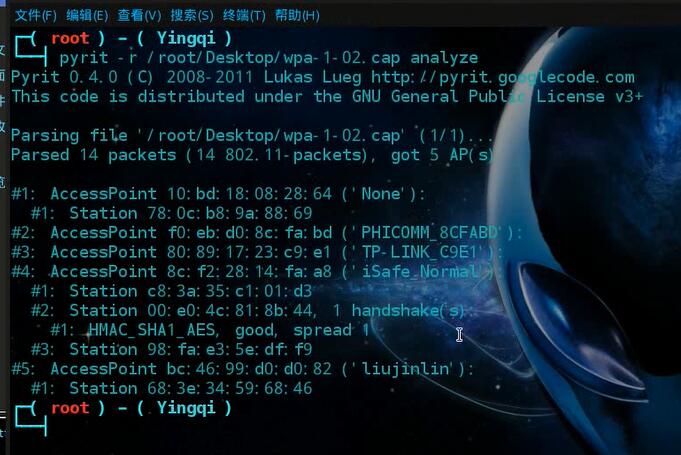 文件(F) 编辑(E) 查看(V) 搜索(S) 终端(T) 帮助(H)
( root ) - ( Yingqi )
pyrit -r /root/Desktop/wpa-1-02.cap analyze
Pyrit 0.4.0 (C) 2008-2011 Lukas Lueg http://pyrit.googlecode.com
This code is distributed under the GNU General Public License v3+
Parsing file '/root/Desktop/wpa-1-02.cap' (1/1)...
Parsed 14 packets (14 802.11-packets), got 5 AP(s)
#1: AccessPoint 10:bd:18:08:28:64 ('None'):
#1: Station 78:0c:b8:9a:88:69
#2: AccessPoint f0:eb:d0:8c:fa:bd ('PHICOMM_8CFABD'):
#3: AccessPoint 80:89:17:23:c9:e1 ('TP-LINK_C9E1'):
#4: AccessPoint 8c:f2:28:14:fa:a8 ('iSafe_Normal'):
#1: Station c8:3a:35:c1:01:d3
#2: Station 00:e0:4c:81:8b:44, 1 handshake(s):
#1: HMAC_SHA1_AES, good, spread 1
#3: Station 98:fa:e3:5e:df:f9
#5: AccessPoint bc:46:99:d0:d0:82 ('liujinlin'):
#1: Station 68:3e:34:59:68:46
( root ) - ( Yingqi )